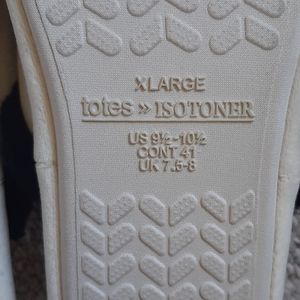 XLARGE
totes » ISOTONER
US 9½-10½
CONT 41
UK 7.5-8